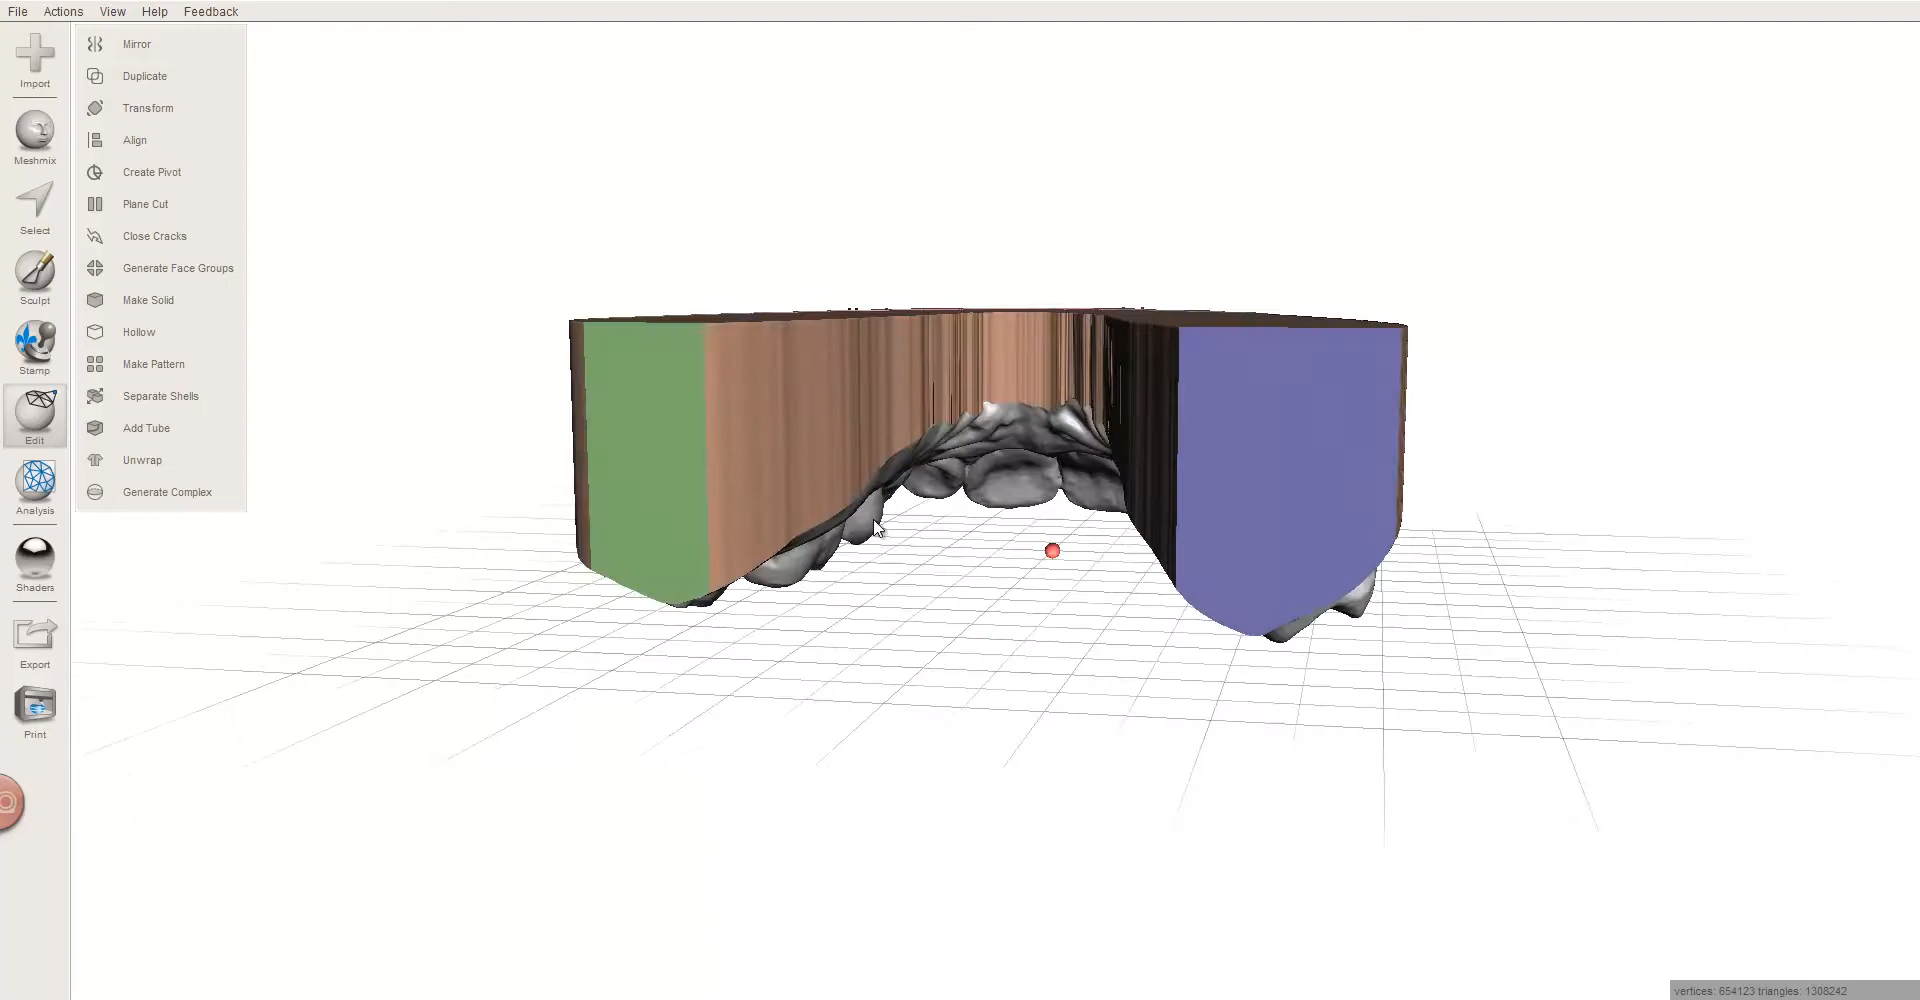 File Actions View Help Feedback
Import
Meshmix
Select
Sculpt
Stamp
Edit
Analysis
Shaders
Export
Print
Mirror
Duplicate
Transform
Align
Create Pivot
Plane Cut
Close Cracks
Generate Face Groups
Make Solid
Hollow
Make Pattern
Separate Shells
Add Tube
Unwrap
Generate Complex
vertices: 654123 triangles: 1308242